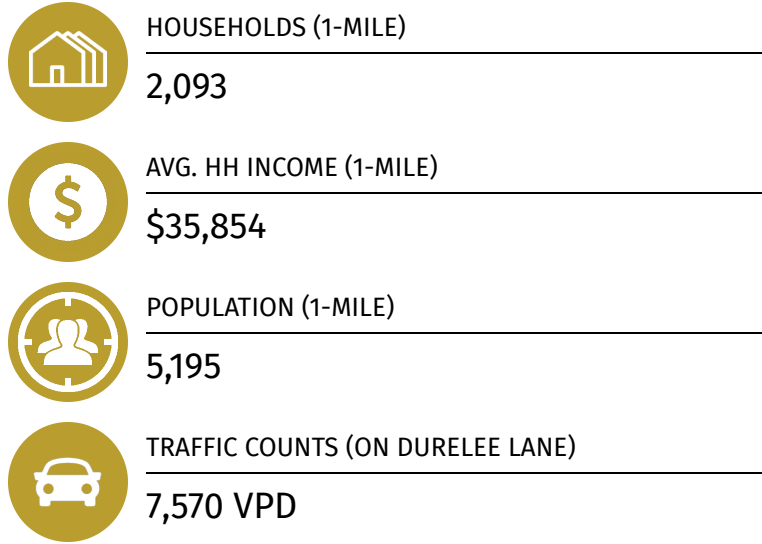 HOUSEHOLDS (1-MILE)
2,093
$
AVG. HH INCOME (1-MILE)
$35,854
POPULATION (1-MILE)
5,195
TRAFFIC COUNTS (ON DURELEE LANE)
7,570 VPD